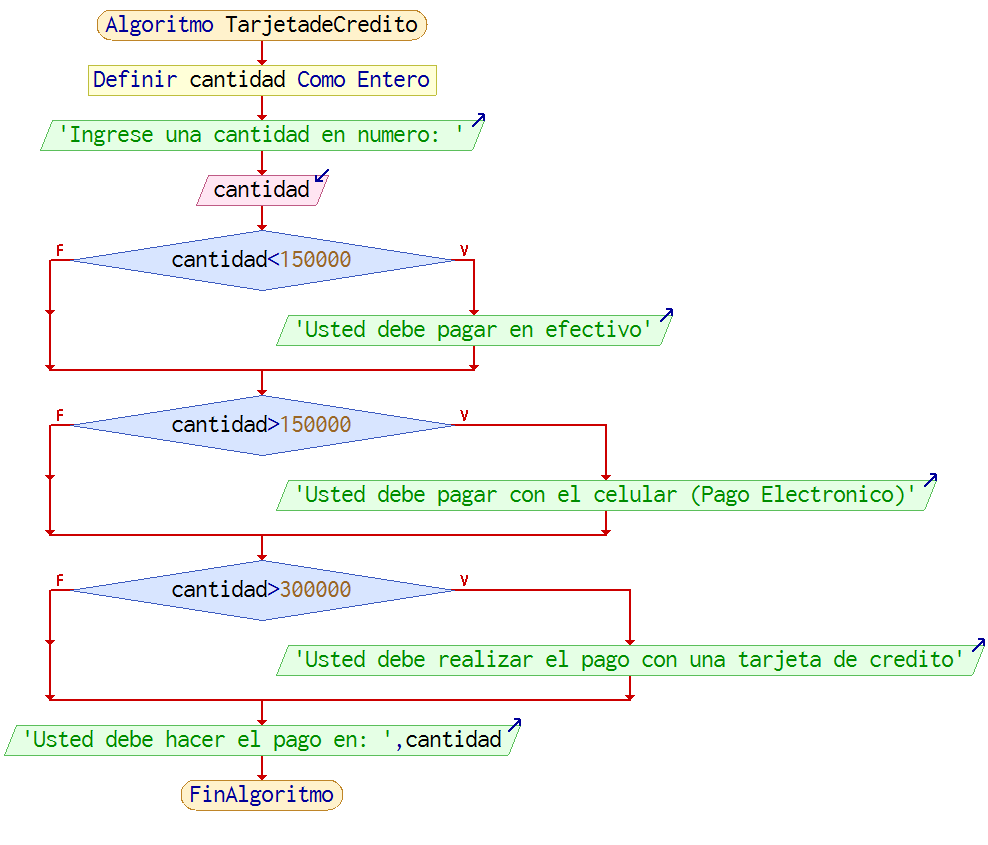 Algoritmo TarjetadeCredito
Definir cantidad Como Entero
'Ingrese una cantidad en numero: '
cantidad
F
V
cantidad<150000
'Usted debe pagar en efectivo'
F
V
cantidad>150000
'Usted debe pagar con el celular (Pago Electronico)'
F
V
cantidad>300000
'Usted debe realizar el pago con una tarjeta de credito'
'Usted debe hacer el pago en: ',cantidad
FinAlgoritmo